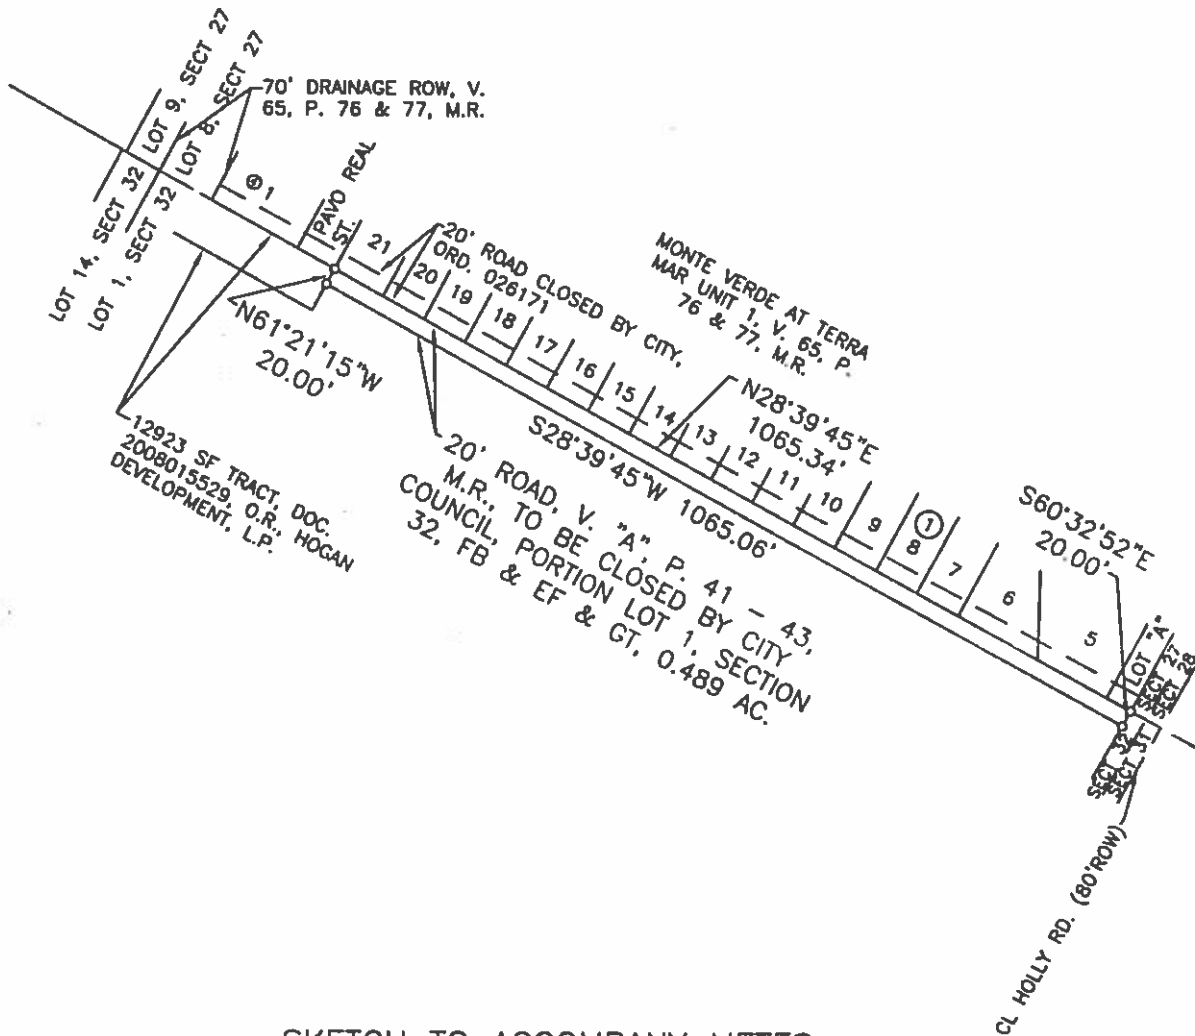 LOT 9, SECT 27
LOT 8, SECT 27
LOT 14, SECT 32
LOT 1, SECT 32
70' DRAINAGE ROW, V.
65, P. 76 & 77, M.R.
1
PAVO REAL
ST.
21
20' ROAD CLOSED BY CITY,
ORD. 026171
20
19
18
17
16
15
14
13
12
11
10
9
①
8
7
6
5
MONTE VERDE AT TERRA
MAR UNIT 1, V. 65, P.
76 & 77, M.R.
N61°21'15"W
20.00'
N28°39'45"E
1065.34'
S28°39'45"W 1065.06'
S60°32'52"E
20.00'
12923 SF TRACT, DOC.
2008015529, O.R., HOGAN
DEVELOPMENT, L.P.
20' ROAD, V. "A", P. 41 – 43,
M.R., TO BE CLOSED BY CITY
COUNCIL, PORTION LOT 1, SECTION
32, FB & EF & GT, 0.489 AC.
LOT "A"
SECT 27
SECT 28
SECT 32
SECT 31
CL HOLLY RD. (80'ROW)